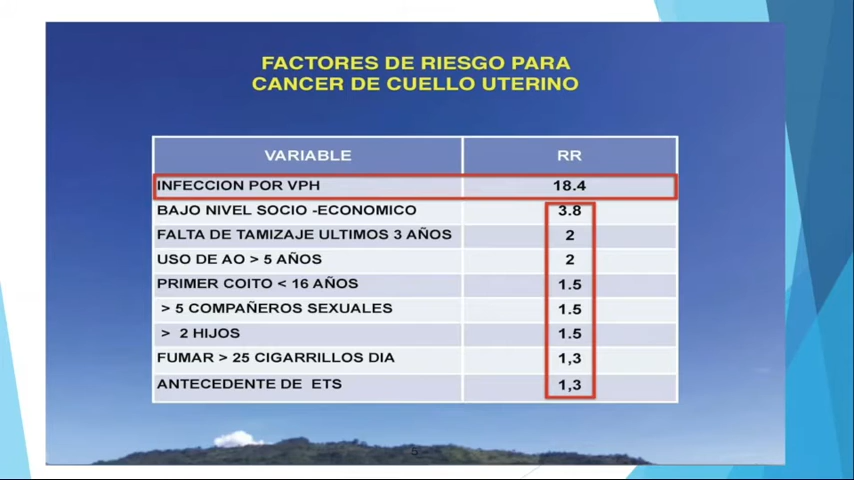 FACTORES DE RIESGO PARA
CANCER DE CUELLO UTERINO
VARIABLE RR
INFECCION POR VPH 18.4
BAJO NIVEL SOCIO -ECONOMICO 3.8
FALTA DE TAMIZAJE ULTIMOS 3 AÑOS 2
USO DE AO > 5 AÑOS 2
PRIMER COITO < 16 AÑOS 1.5
> 5 COMPAÑEROS SEXUALES 1.5
> 2 HIJOS 1.5
FUMAR > 25 CIGARRILLOS DIA 1,3
ANTECEDENTE DE ETS 1,3
5